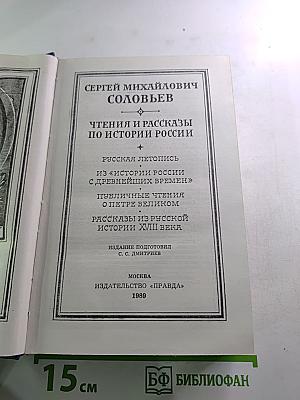 СЕРГЕЙ МИХАЙЛОВИЧ
СОЛОВЬЕВ
ЧТЕНИЯ И РАССКАЗЫ
ПО ИСТОРИИ РОССИИ
РУССКАЯ ЛЕТОПИСЬ
ИЗ «ИСТОРИИ РОССИИ
С ДРЕВНЕЙШИХ ВРЕМЕН»
ПУБЛИЧНЫЕ ЧТЕНИЯ
О ПЕТРЕ ВЕЛИКОМ
РАССКАЗЫ ИЗ РУССКОЙ
ИСТОРИИ XVIII ВЕКА
ИЗДАНИЕ ПОДГОТОВИЛ
С. С. ДМИТРИЕВ
МОСКВА
ИЗДАТЕЛЬСТВО «ПРАВДА»
1989
15 см
БФ БИБЛИОФАН